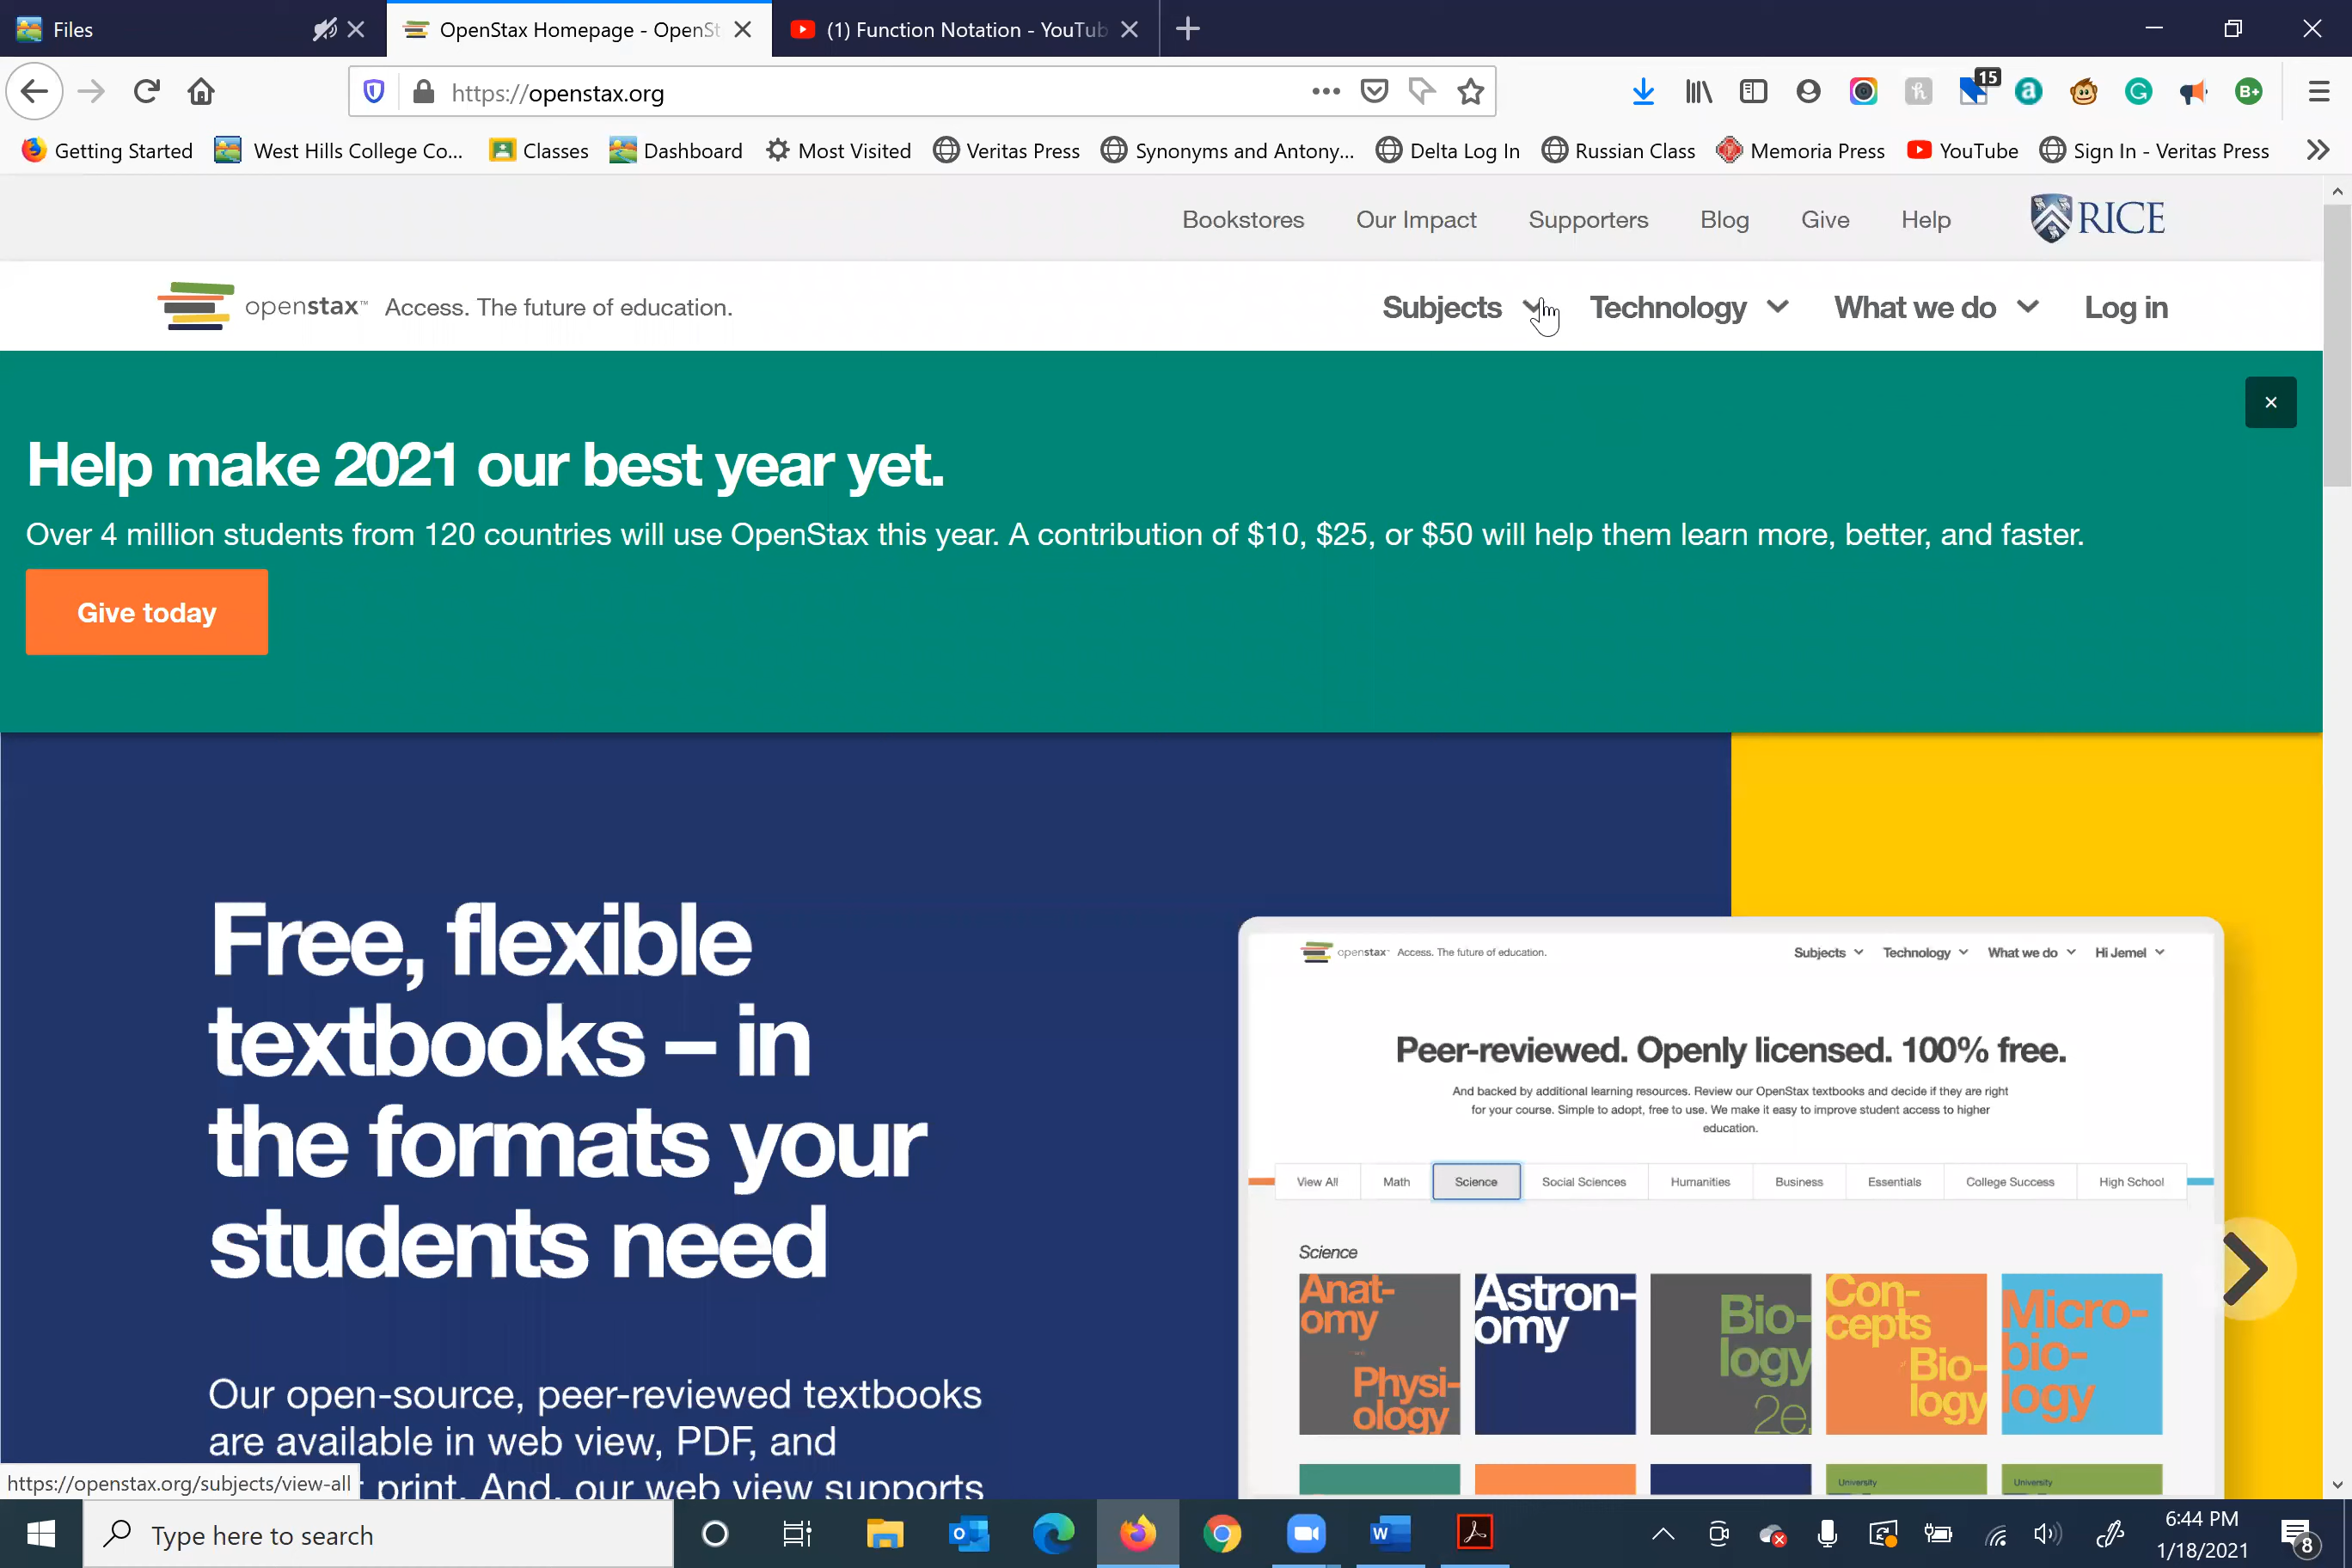 Files
OpenStax Homepage - OpenSt
(1) Function Notation - YouTub
https://openstax.org
15
B+
Getting Started
West Hills College Co...
Classes
Dashboard
Most Visited
Veritas Press
Synonyms and Antony...
Delta Log In
Russian Class
Memoria Press
YouTube
Sign In - Veritas Press
Bookstores
Our Impact
Supporters
Blog
Give
Help
RICE
openstax™
Access. The future of education.
Subjects
Technology
What we do
Log in
Help make 2021 our best year yet.
Over 4 million students from 120 countries will use OpenStax this year. A contribution of $10, $25, or $50 will help them learn more, better, and faster.
Give today
Free, flexible
textbooks – in
the formats your
students need
Our open-source, peer-reviewed textbooks
are available in web view, PDF, and
print. And, our web view supports
openstax™ Access. The future of education.
Subjects
Technology
What we do
Hi Jemel
Peer-reviewed. Openly licensed. 100% free.
And backed by additional learning resources. Review our OpenStax textbooks and decide if they are right
for your course. Simple to adopt, free to use. We make it easy to improve student access to higher
education.
View All
Math
Science
Social Sciences
Humanities
Business
Essentials
College Success
High School
Science
Anat-
omy
Physi-
ology
Astron-
omy
Bio-
logy
2e
Con-
cepts
Bio-
logy
Micro-
bio-
logy
University
University
https://openstax.org/subjects/view-all
Type here to search
6:44 PM
1/18/2021
8